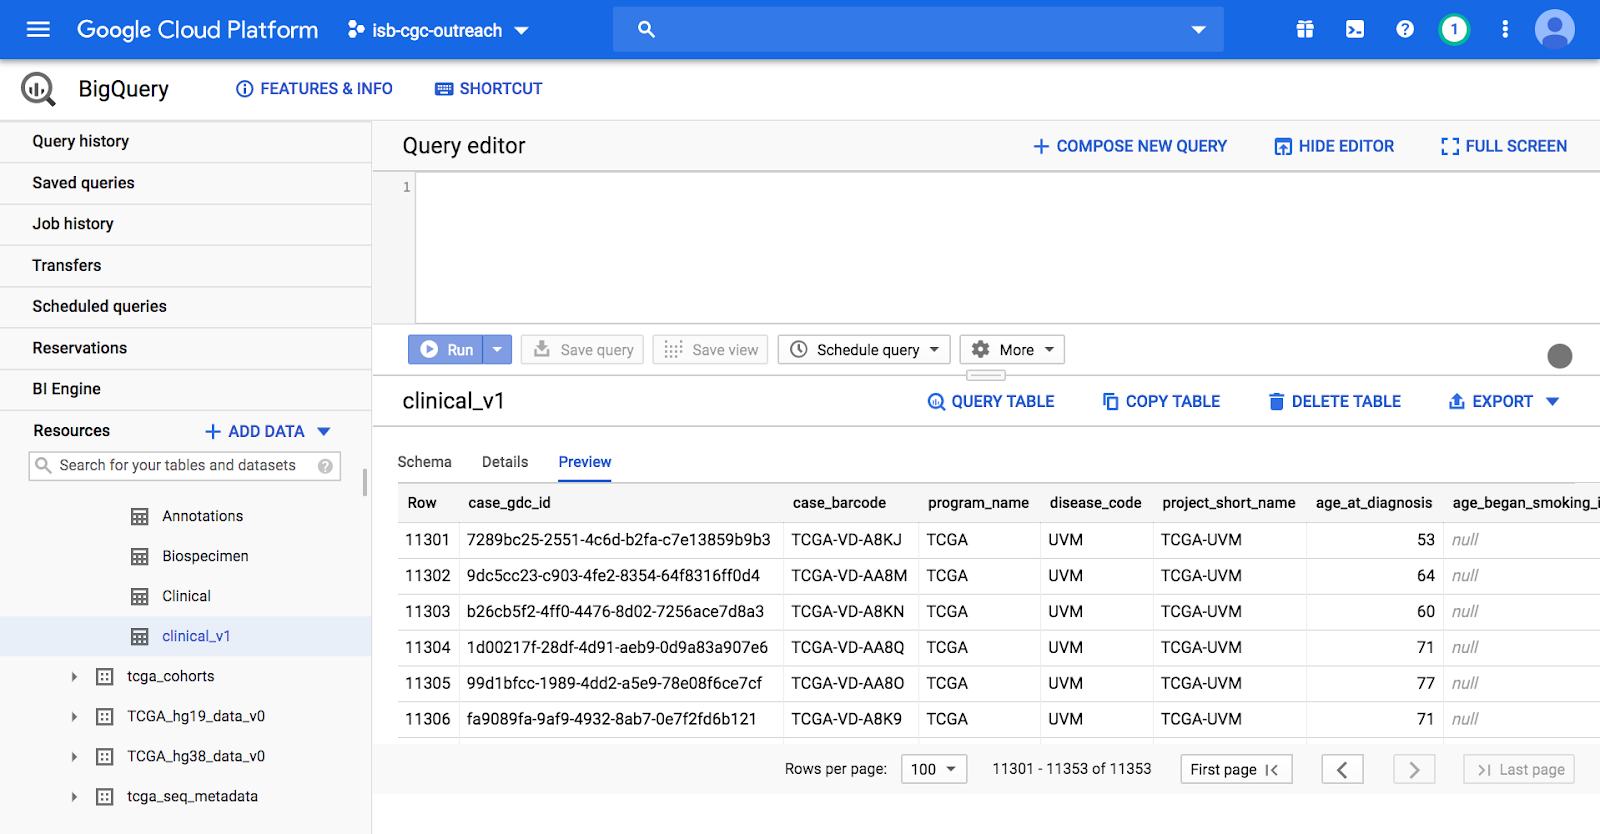 Google Cloud Platform isb-cgc-outreach 1
BigQuery FEATURES & INFO SHORTCUT
Query history
Saved queries
Job history
Transfers
Scheduled queries
Reservations
BI Engine
Resources + ADD DATA
Search for your tables and datasets ?
Annotations
Biospecimen
Clinical
clinical_v1
tcga_cohorts
TCGA_hg19_data_v0
TCGA_hg38_data_v0
tcga_seq_metadata
Query editor + COMPOSE NEW QUERY HIDE EDITOR FULL SCREEN
1
Run Save query Save view Schedule query More
clinical_v1 QUERY TABLE COPY TABLE DELETE TABLE EXPORT
Schema Details Preview
Row case_gdc_id case_barcode program_name disease_code project_short_name age_at_diagnosis age_began_smoking_i
11301 7289bc25-2551-4c6d-b2fa-c7e13859b9b3 TCGA-VD-A8KJ TCGA UVM TCGA-UVM 53 null
11302 9dc5cc23-c903-4fe2-8354-64f8316ff0d4 TCGA-VD-AA8M TCGA UVM TCGA-UVM 64 null
11303 b26cb5f2-4ff0-4476-8d02-7256ace7d8a3 TCGA-VD-A8KN TCGA UVM TCGA-UVM 60 null
11304 1d00217f-28df-4d91-aeb9-0d9a83a907e6 TCGA-VD-AA8Q TCGA UVM TCGA-UVM 71 null
11305 99d1bfcc-1989-4dd2-a5e9-78e08f6ce7cf TCGA-VD-AA8O TCGA UVM TCGA-UVM 77 null
11306 fa9089fa-9af9-4932-8ab7-0e7f2fd6b121 TCGA-VD-A8K9 TCGA UVM TCGA-UVM 71 null
Rows per page: 100 11301 - 11353 of 11353 First page Last page